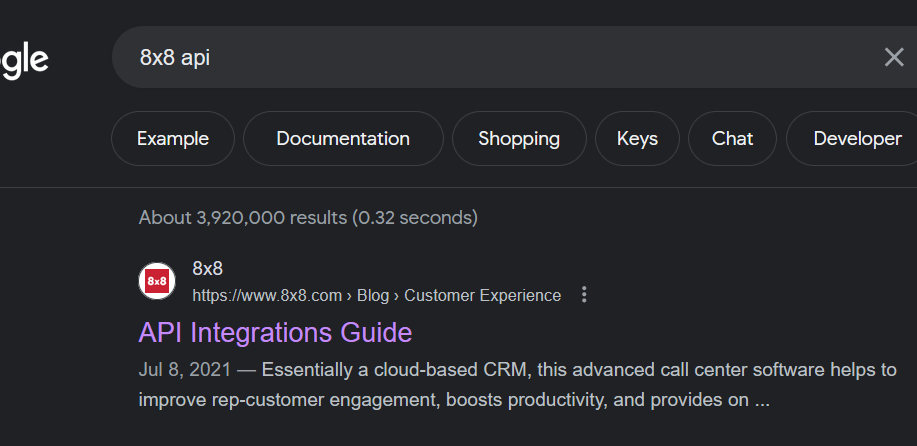 gle
8x8 api
Example Documentation Shopping Keys Chat Developer
About 3,920,000 results (0.32 seconds)
8x8
8x8
https://www.8x8.com › Blog › Customer Experience
API Integrations Guide
Jul 8, 2021 — Essentially a cloud-based CRM, this advanced call center software helps to
improve rep-customer engagement, boosts productivity, and provides on ...